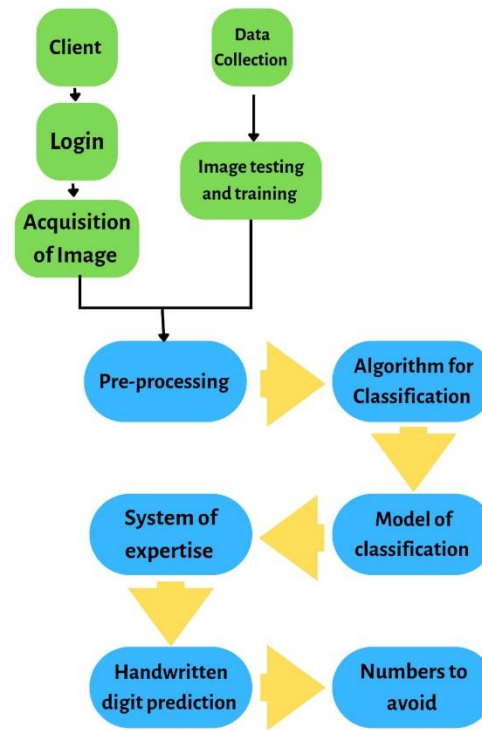 Client
Data
Collection
Login
Image testing
and training
Acquisition
of Image
Pre-processing
Algorithm for
Classification
System of
expertise
Model of
classification
Handwritten
digit prediction
Numbers to
avoid